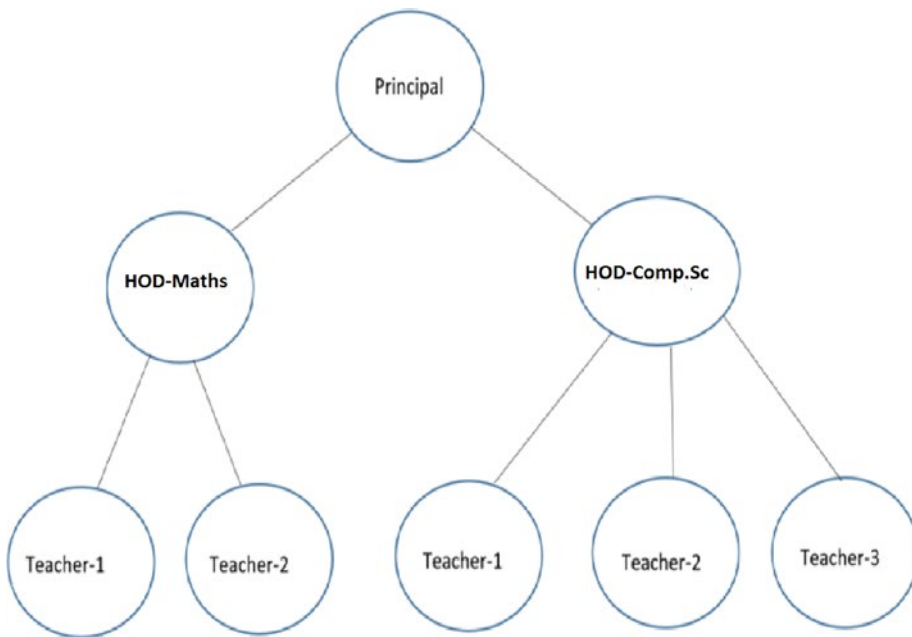 Principal
HOD-Maths
HOD-Comp.Sc
Teacher-1
Teacher-2
Teacher-1
Teacher-2
Teacher-3